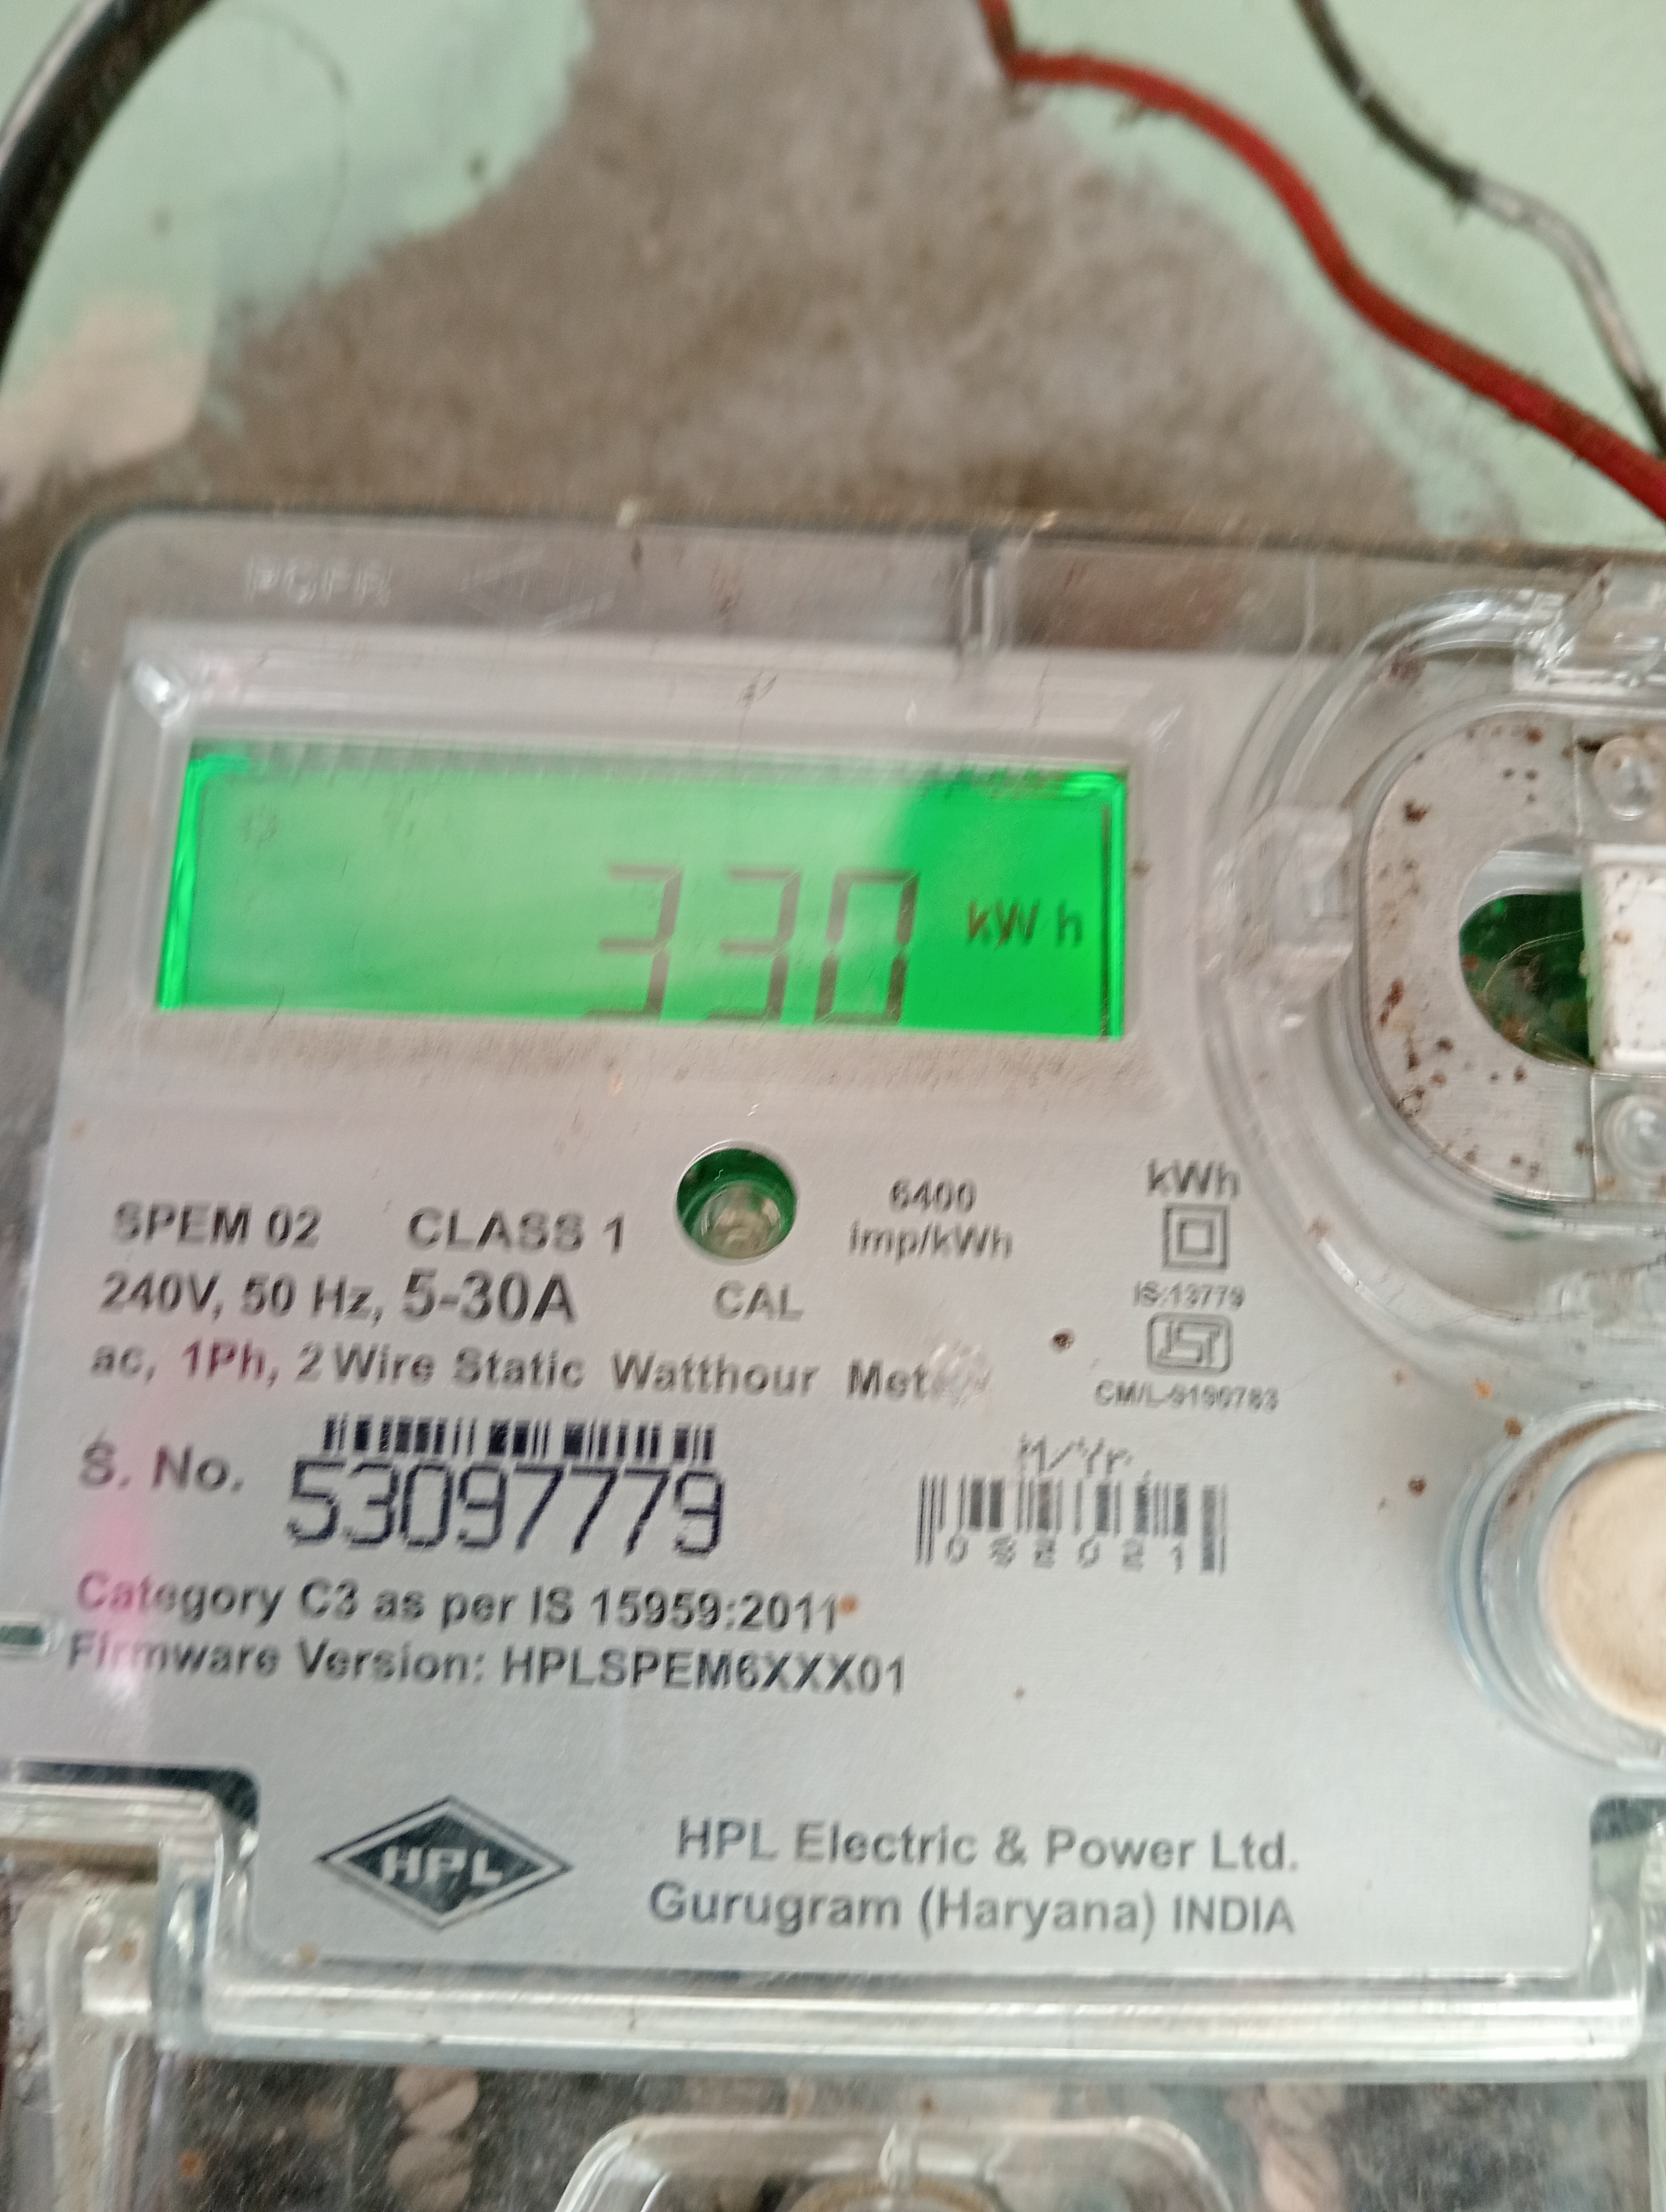 330 kWh
SPEM 02 CLASS 1
6400
imp/kWh
kWh
240V, 50 Hz, 5-30A
CAL
IS:13779
ac, 1Ph, 2 Wire Static Watthour
CM/L-9190783
M/Yr.
S. No. 53097779
082021
Category C3 as per IS 15959:2011
Firmware Version: HPLSPEM6XXX01
HPL
HPL Electric & Power Ltd.
Gurugram (Haryana) INDIA